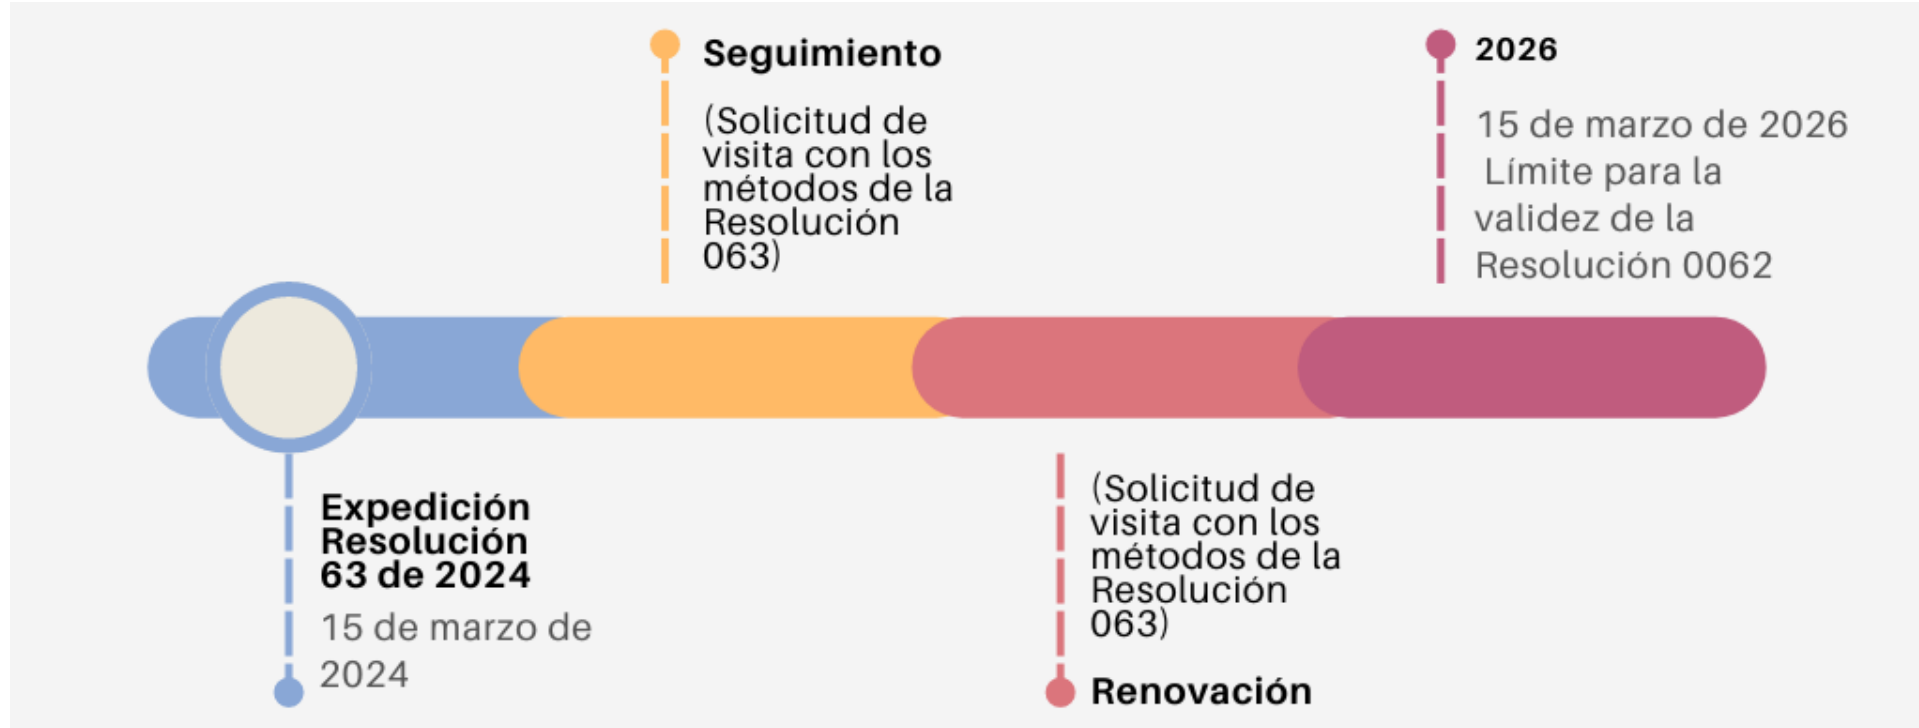 Seguimiento
(Solicitud de
visita con los
métodos de la
Resolución
063)
2026
15 de marzo de 2026
Límite para la
validez de la
Resolución 0062
Expedición
Resolución
63 de 2024
15 de marzo de
2024
(Solicitud de
visita con los
métodos de la
Resolución
063)
Renovación